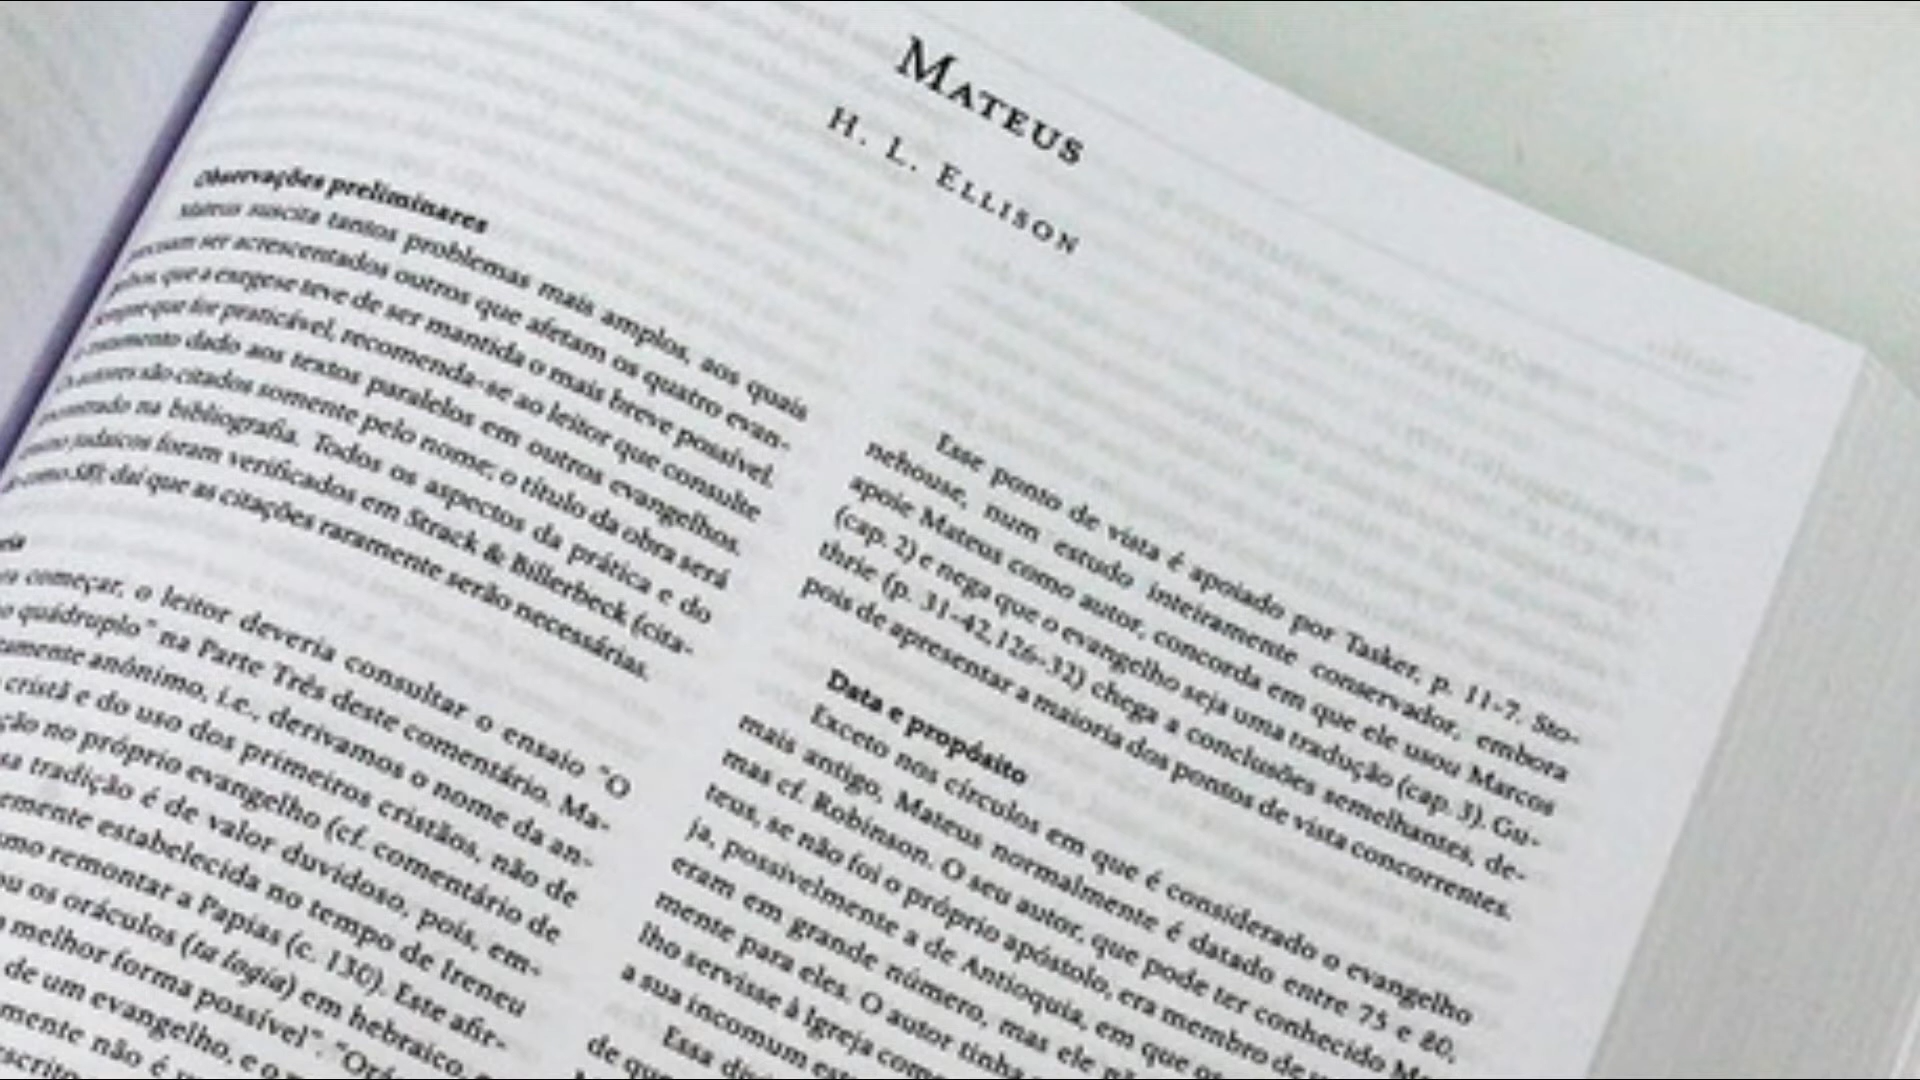 MATEUS
H. L. ELLISON
Observações preliminares
Mateus suscita tantos problemas mais amplos, aos quais
ser acrescentados outros que afetam os quatro evan-
que a exegese teve de ser mantida o mais breve possível.
que for praticável, recomenda-se ao leitor que consulte
dado aos textos paralelos em outros evangelhos.
autores são citados somente pelo nome; o título da obra será
na bibliografia. Todos os aspectos da prática e do
judaicos foram verificados em Strack & Billerbeck (cita-
como SB); daí que as citações raramente serão necessárias.
começar, o leitor deveria consultar o ensaio "O
quádruplo" na Parte Três deste comentário. Ma-
anônimo, i.e., derivamos o nome da an-
cristã e do uso dos primeiros cristãos, não de
no próprio evangelho (cf. comentário de
tradição é de valor duvidoso, pois, em-
estabelecida no tempo de Ireneu
remontar a Papias (c. 130). Este afir-
os oráculos (ta logia) em hebraico,
melhor forma possível".
de um evangelho, e o
mente não é
Esse ponto de vista é apoiado por Tasker, p. 11-7. Sto-
nehouse, num estudo inteiramente conservador, embora
apoie Mateus como autor, concorda em que ele usou Marcos
(cap. 2) e nega que o evangelho seja uma tradução (cap. 3). Gu-
thrie (p. 31-42,126-32) chega a conclusões semelhantes, de-
pois de apresentar a maioria dos pontos de vista concorrentes.
Data e propósito
Exceto nos círculos em que é considerado o evangelho
mais antigo, Mateus normalmente é datado entre 75 e 80,
mas cf. Robinson. O seu autor, que pode ter conhecido Ma-
teus, se não foi o próprio apóstolo, era membro de
ja, possivelmente a de Antioquia, em que os
eram em grande número, mas ele
mente para eles. O autor tinha
lho servisse à Igreja como
a sua incomum
Essa
de que